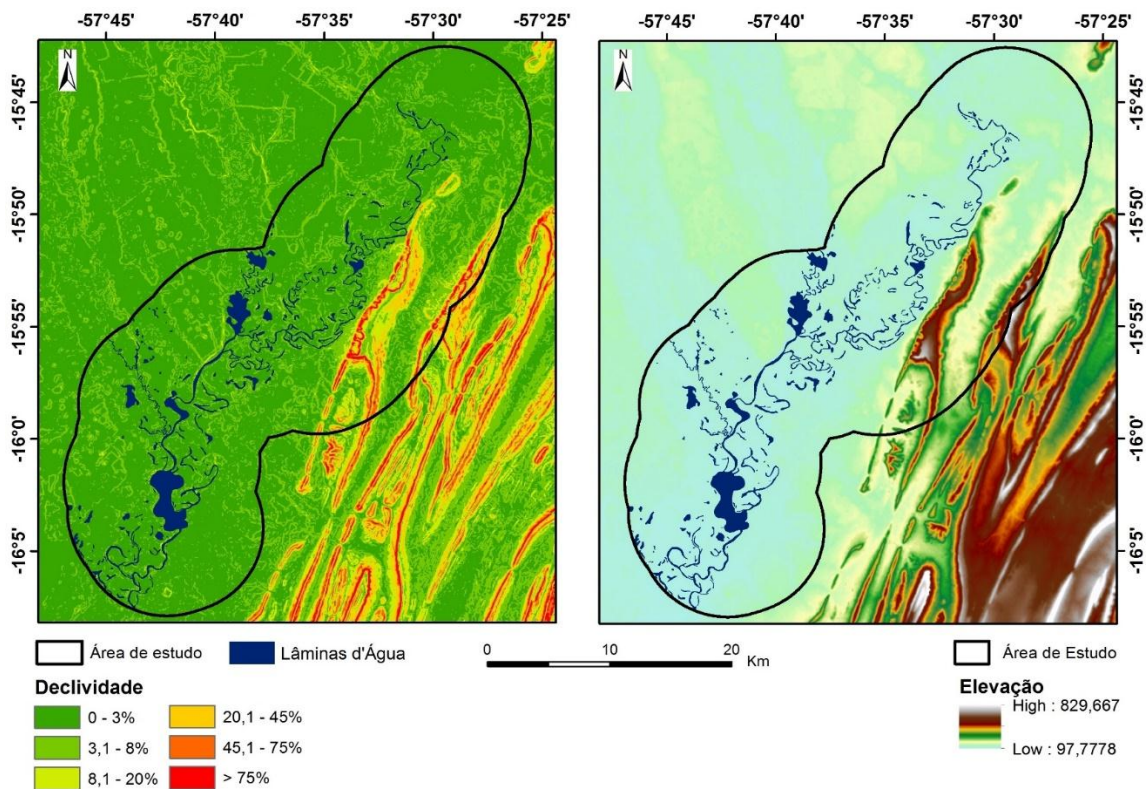 -57°45' -57°40' -57°35' -57°30' -57°25'
-57°45' -57°40' -57°35' -57°30' -57°25'
N
N
-15°45'
-15°50'
-15°55'
-16°0'
-16°5'
-15°45'
-15°50'
-15°55'
-16°0'
-16°5'
Área de estudo
Lâminas d'Água
0 10 20
Km
Área de Estudo
Declividade
0 - 3%
3,1 - 8%
8,1 - 20%
20,1 - 45%
45,1 - 75%
> 75%
Elevação
High : 829,667
Low : 97,7778